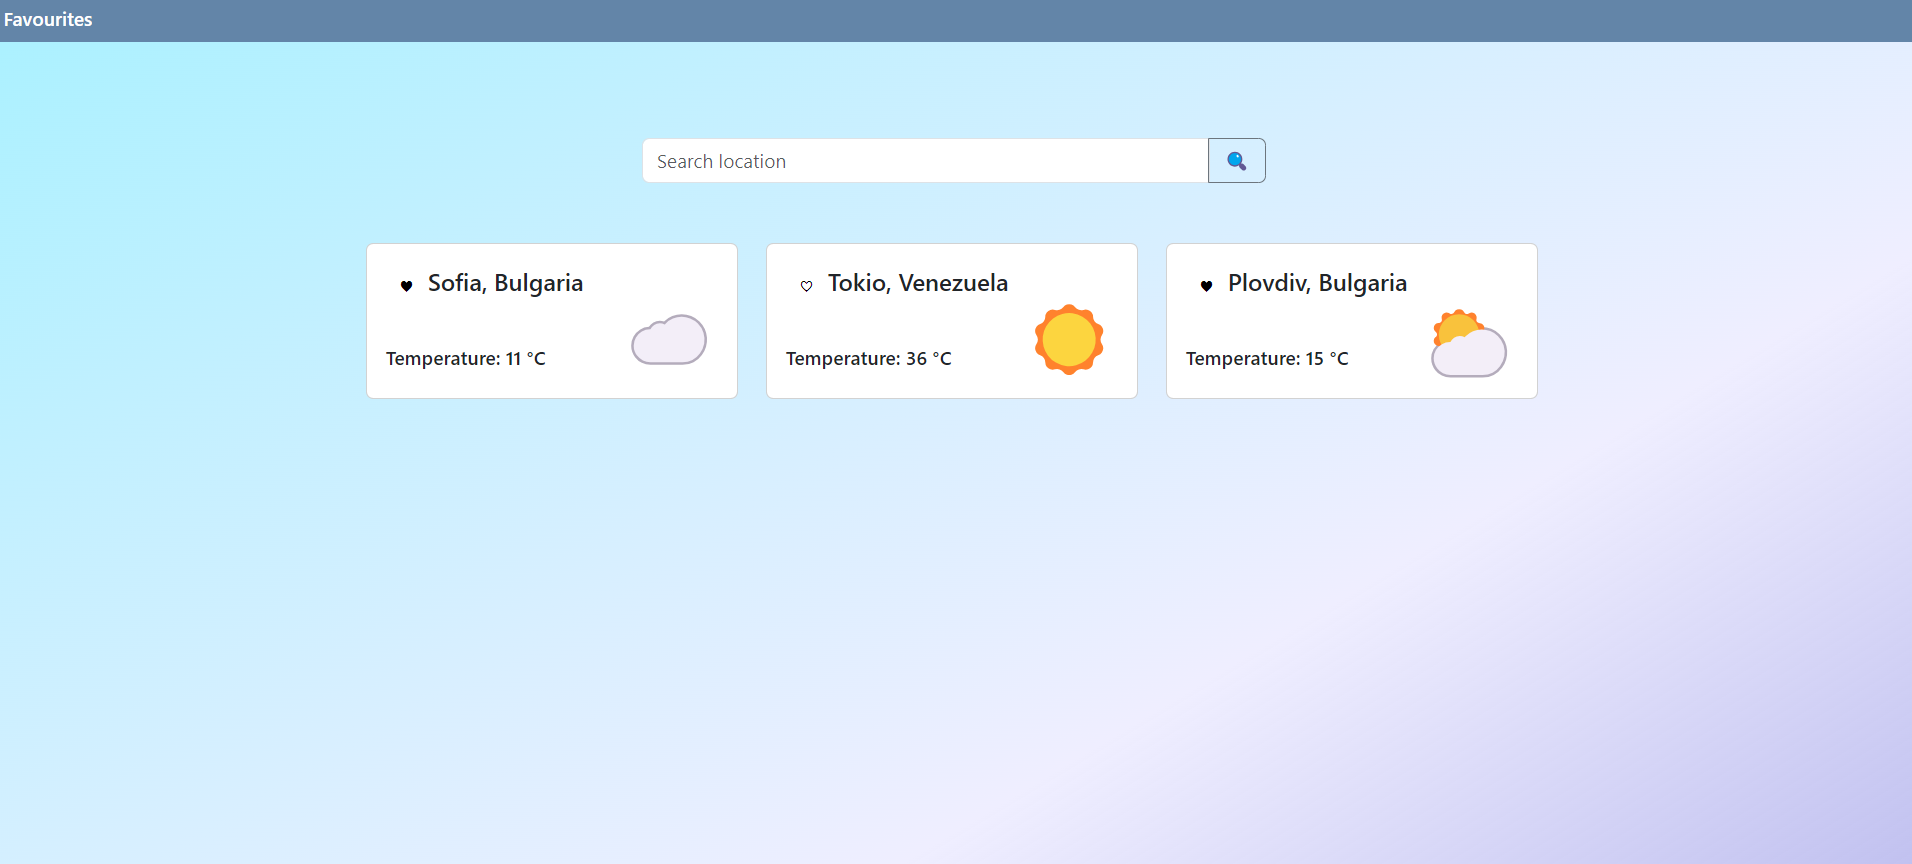 Favourites
Search location
Sofia, Bulgaria
Temperature: 11 °C
Tokio, Venezuela
Temperature: 36 °C
Plovdiv, Bulgaria
Temperature: 15 °C